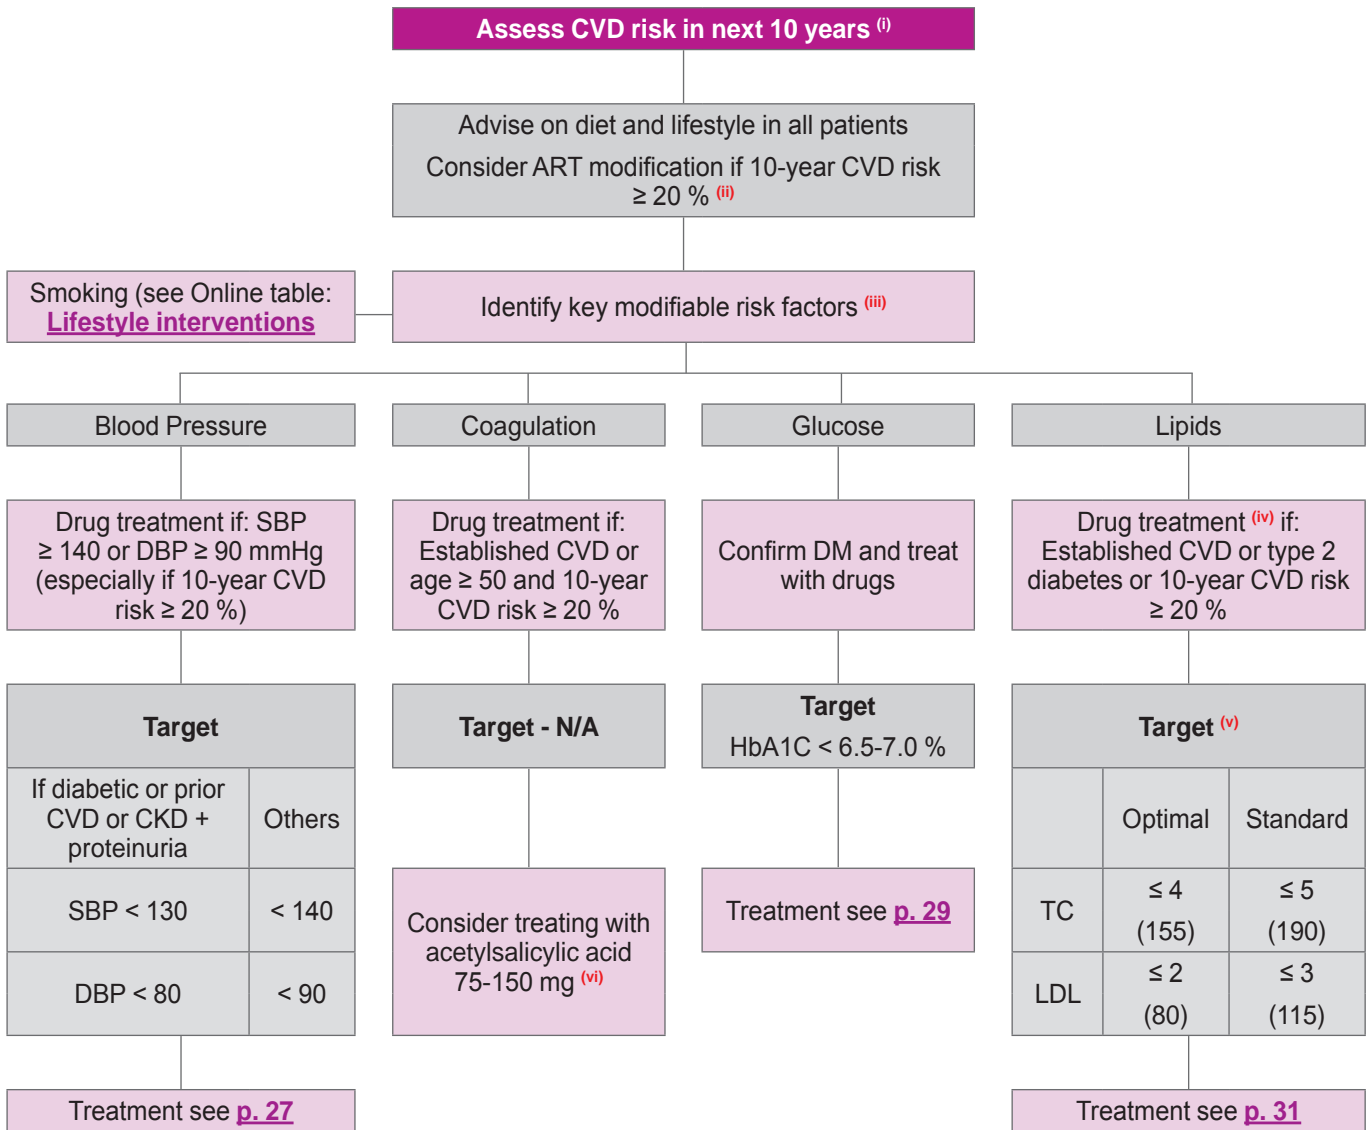 Assess CVD risk in next 10 years (i)
Advise on diet and lifestyle in all patients
Consider ART modification if 10-year CVD risk
≥ 20 % (ii)
Smoking (see Online table:
Lifestyle interventions
Identify key modifiable risk factors (iii)
Blood Pressure
Coagulation
Glucose
Lipids
Drug treatment if: SBP
≥ 140 or DBP ≥ 90 mmHg
(especially if 10-year CVD
risk ≥ 20 %)
Drug treatment if:
Established CVD or
age ≥ 50 and 10-year
CVD risk ≥ 20 %
Confirm DM and treat
with drugs
Drug treatment (iv) if:
Established CVD or type 2
diabetes or 10-year CVD risk
≥ 20 %
Target
Target - N/A
Target
HbA1C < 6.5-7.0 %
Target (v)
If diabetic or prior
CVD or CKD +
proteinuria
Others
SBP < 130
< 140
DBP < 80
< 90
Consider treating with
acetylsalicylic acid
75-150 mg (vi)
Treatment see p. 29
Optimal
Standard
TC
≤ 4
(155)
≤ 5
(190)
LDL
≤ 2
(80)
≤ 3
(115)
Treatment see p. 27
Treatment see p. 31